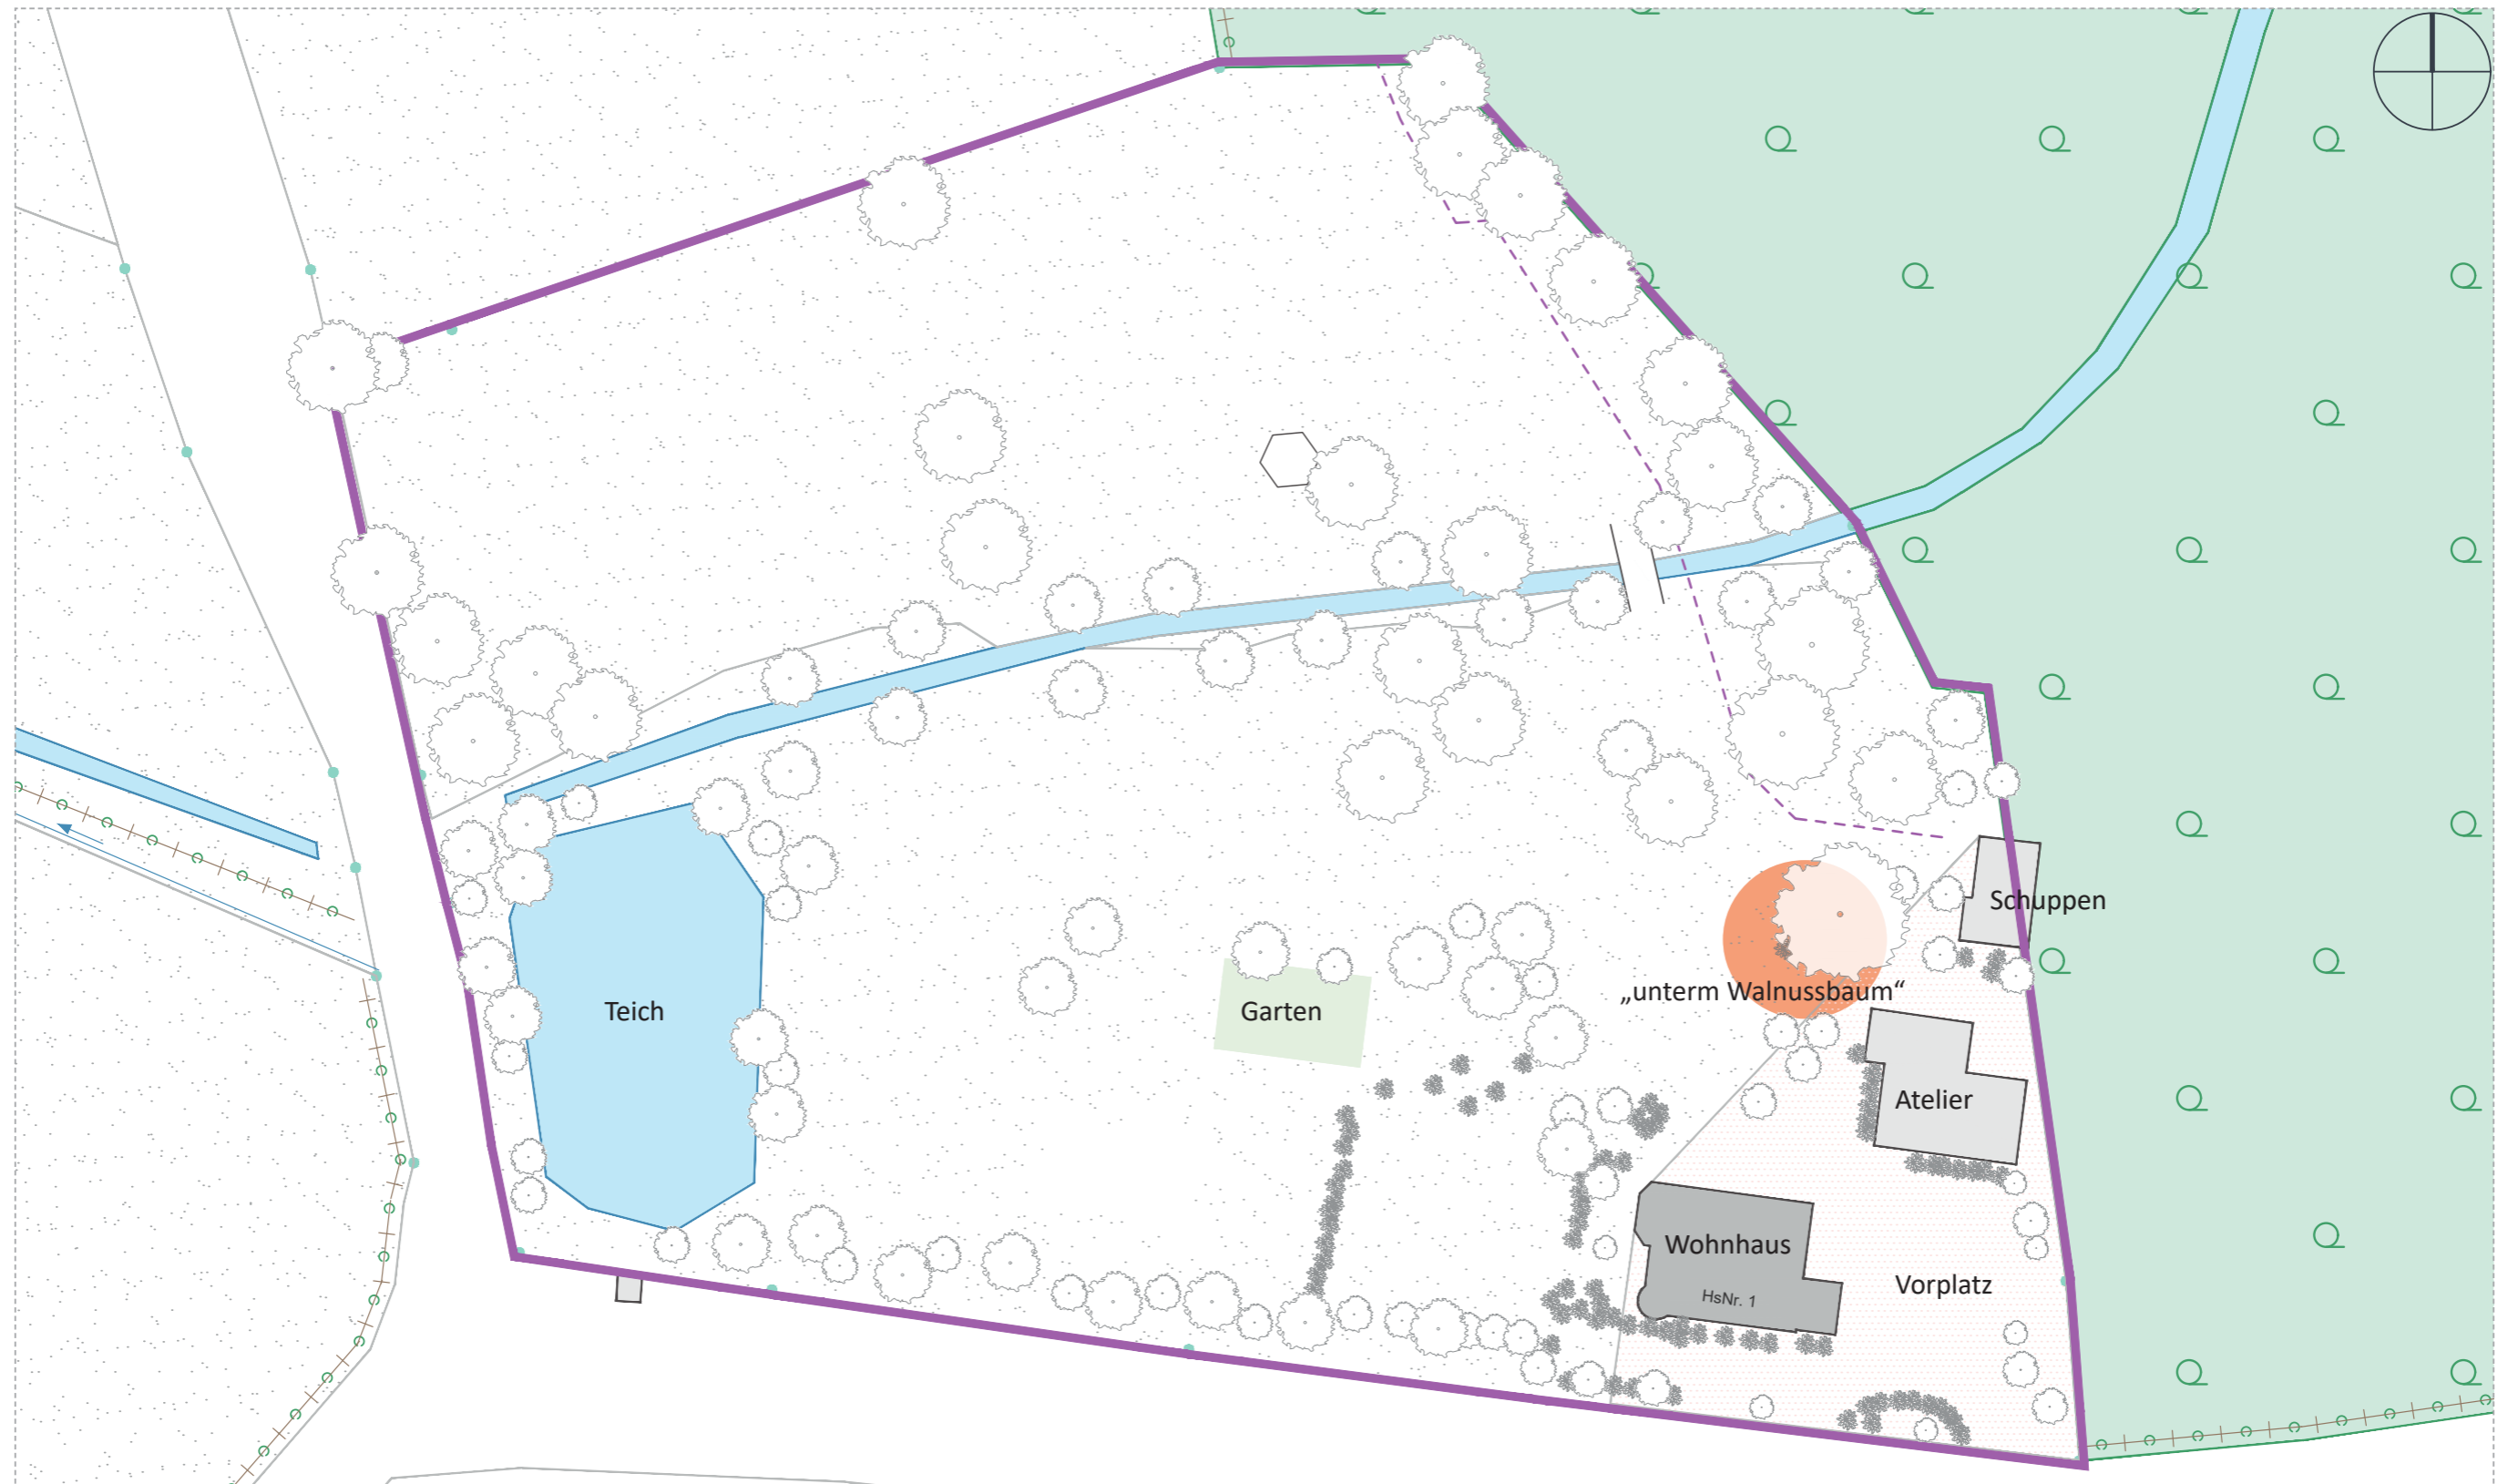 Schuppen
„unterm Walnussbaum“
Teich
Garten
Atelier
Wohnhaus
Vorplatz
HsNr. 1